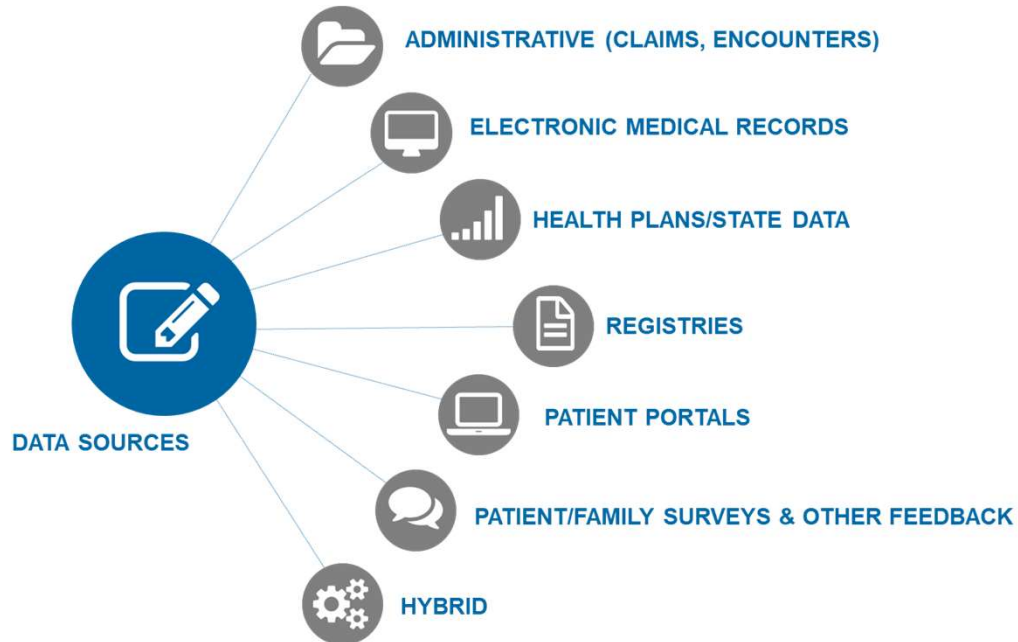 ADMINISTRATIVE (CLAIMS, ENCOUNTERS)
ELECTRONIC MEDICAL RECORDS
HEALTH PLANS/STATE DATA
REGISTRIES
PATIENT PORTALS
DATA SOURCES
PATIENT/FAMILY SURVEYS & OTHER FEEDBACK
HYBRID